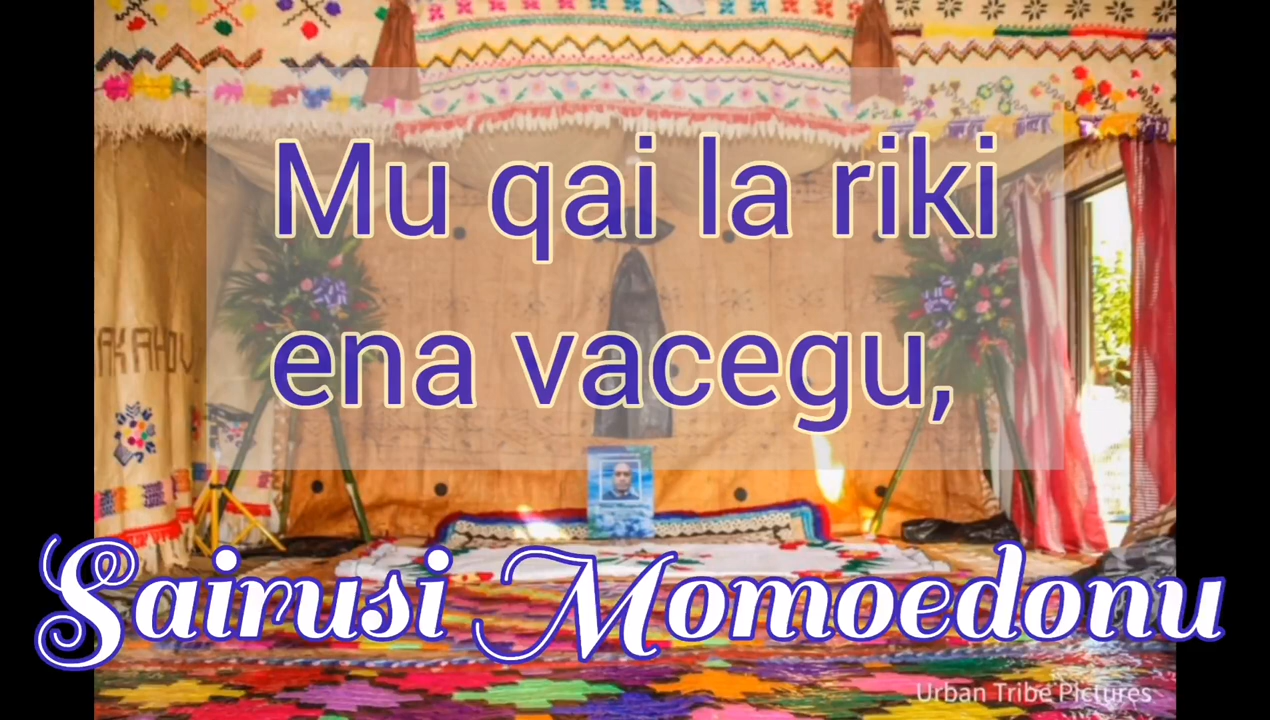 Mu qai la riki
ena vacegu,
Sairusi Momoedonu
Urban Tribe Pictures